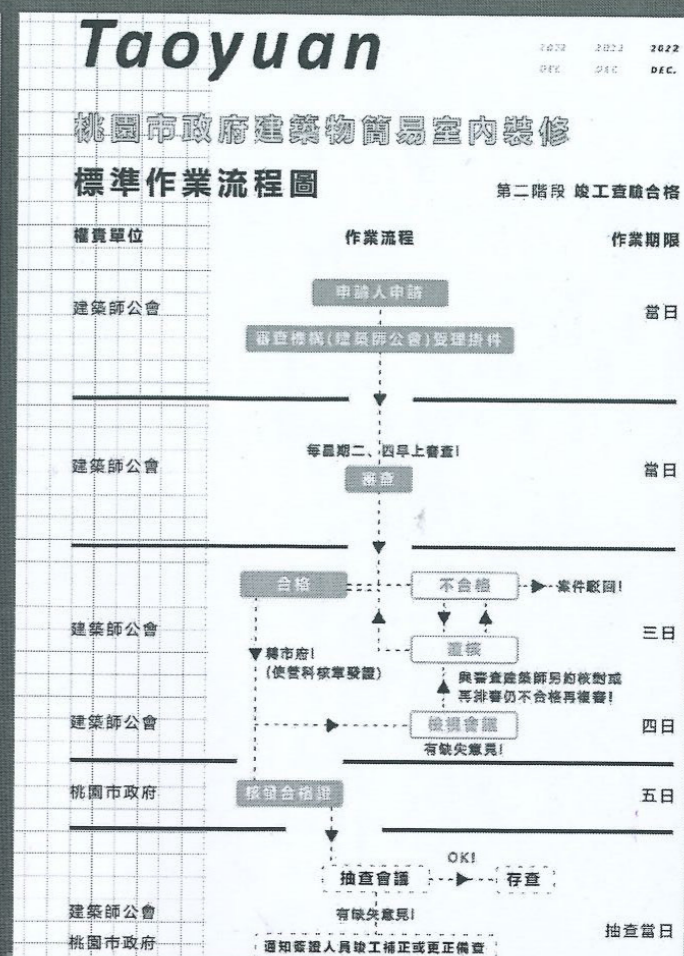 Taoyuan
2022 2022 2022
DEC DEC DEC.
桃園市政府建築物簡易室內裝修
標準作業流程圖
第二階段 竣工查驗合格
權責單位 作業流程 作業期限
申請人申請
建築師公會 當日
審查機構(建築師公會)受理掛件
每星期二、四早上審查!
建築師公會 審查 當日
合格 不合格 案件駁回!
建築師公會 複核 三日
轉市府!
(使管科核章發證)
與審查建築師另約核對或
再排審仍不合格再複審!
建築師公會 檢視會議 四日
有缺失意見!
桃園市政府 核發合格證 五日
OK!
抽查會議 存查
建築師公會 有缺失意見! 抽查當日
桃園市政府 通知簽證人員竣工補正或更正備查